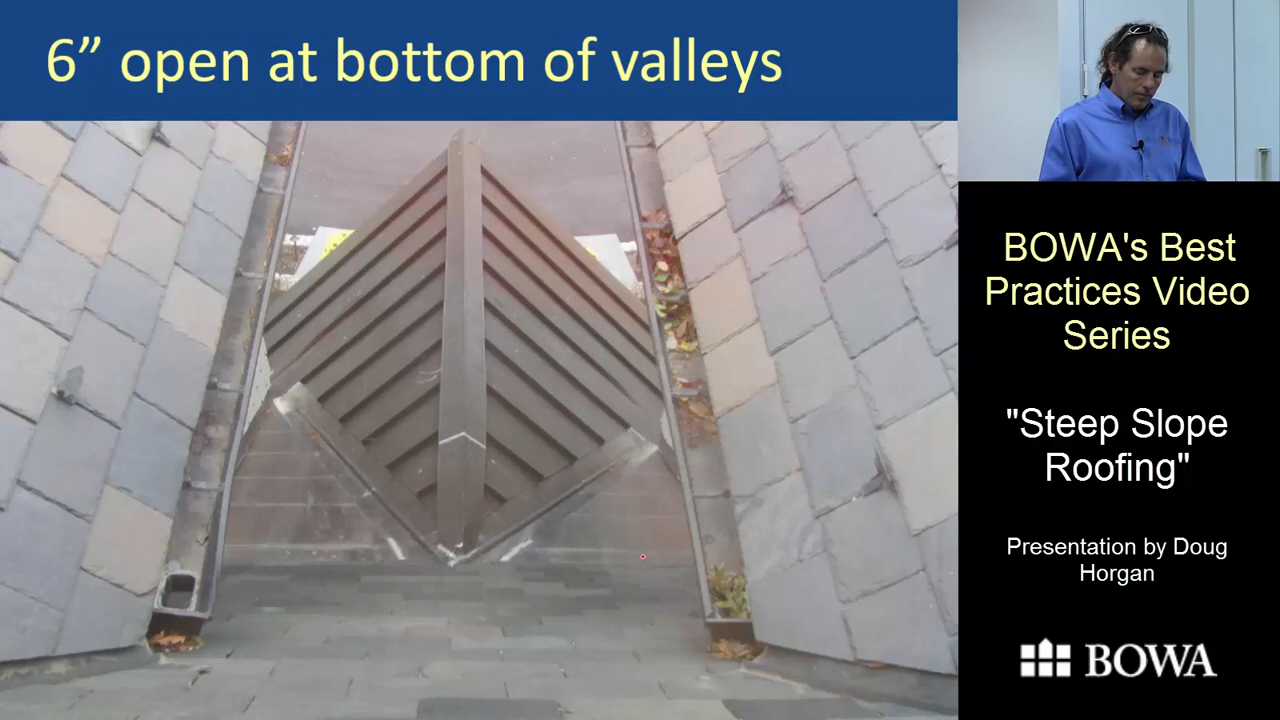 6” open at bottom of valleys
BOWA's Best
Practices Video
Series
"Steep Slope
Roofing"
Presentation by Doug
Horgan
BOWA